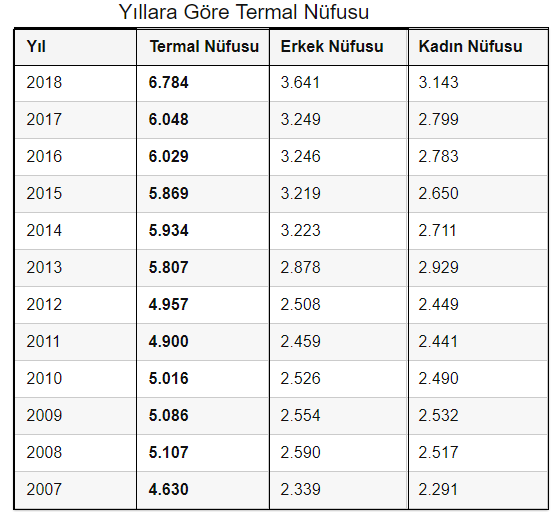 Yıllara Göre Termal Nüfusu
Yıl Termal Nüfusu Erkek Nüfusu Kadın Nüfusu
2018 6.784 3.641 3.143
2017 6.048 3.249 2.799
2016 6.029 3.246 2.783
2015 5.869 3.219 2.650
2014 5.934 3.223 2.711
2013 5.807 2.878 2.929
2012 4.957 2.508 2.449
2011 4.900 2.459 2.441
2010 5.016 2.526 2.490
2009 5.086 2.554 2.532
2008 5.107 2.590 2.517
2007 4.630 2.339 2.291